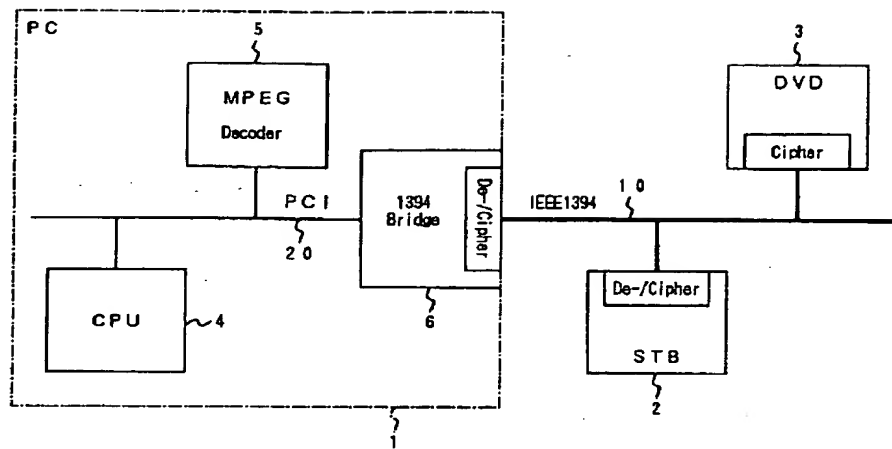 PC
5
MPEG
Decoder
3
DVD
Cipher
PCI
20
1394
Bridge
De-/Cipher
6
IEEE1394
10
CPU
4
De-/Cipher
STB
2
1